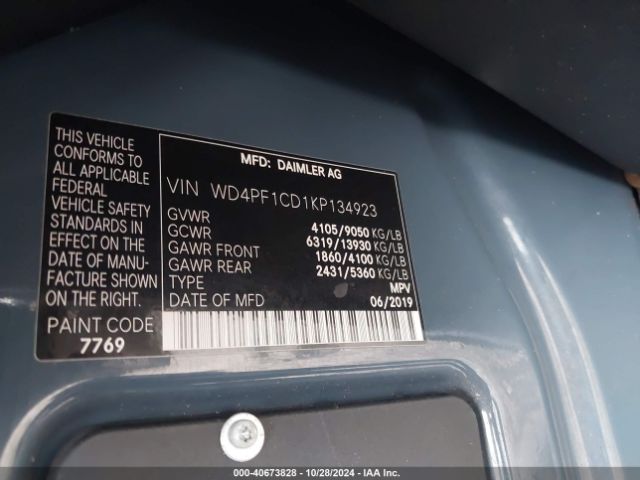 THIS VEHICLE
CONFORMS TO
ALL APPLICABLE
FEDERAL
VEHICLE SAFETY
STANDARDS IN
EFFECT ON THE
DATE OF MANU-
FACTURE SHOWN
ON THE RIGHT.
PAINT CODE
7769
MFD: DAIMLER AG
VIN WD4PF1CD1KP134923
GVWR 4105/9050 KG/LB
GCWR 6319/13930 KG/LB
GAWR FRONT 1860/4100 KG/LB
GAWR REAR 2431/5360 KG/LB
TYPE MPV
DATE OF MFD 06/2019
000-40673828 - 10/28/2024 - IAA Inc.